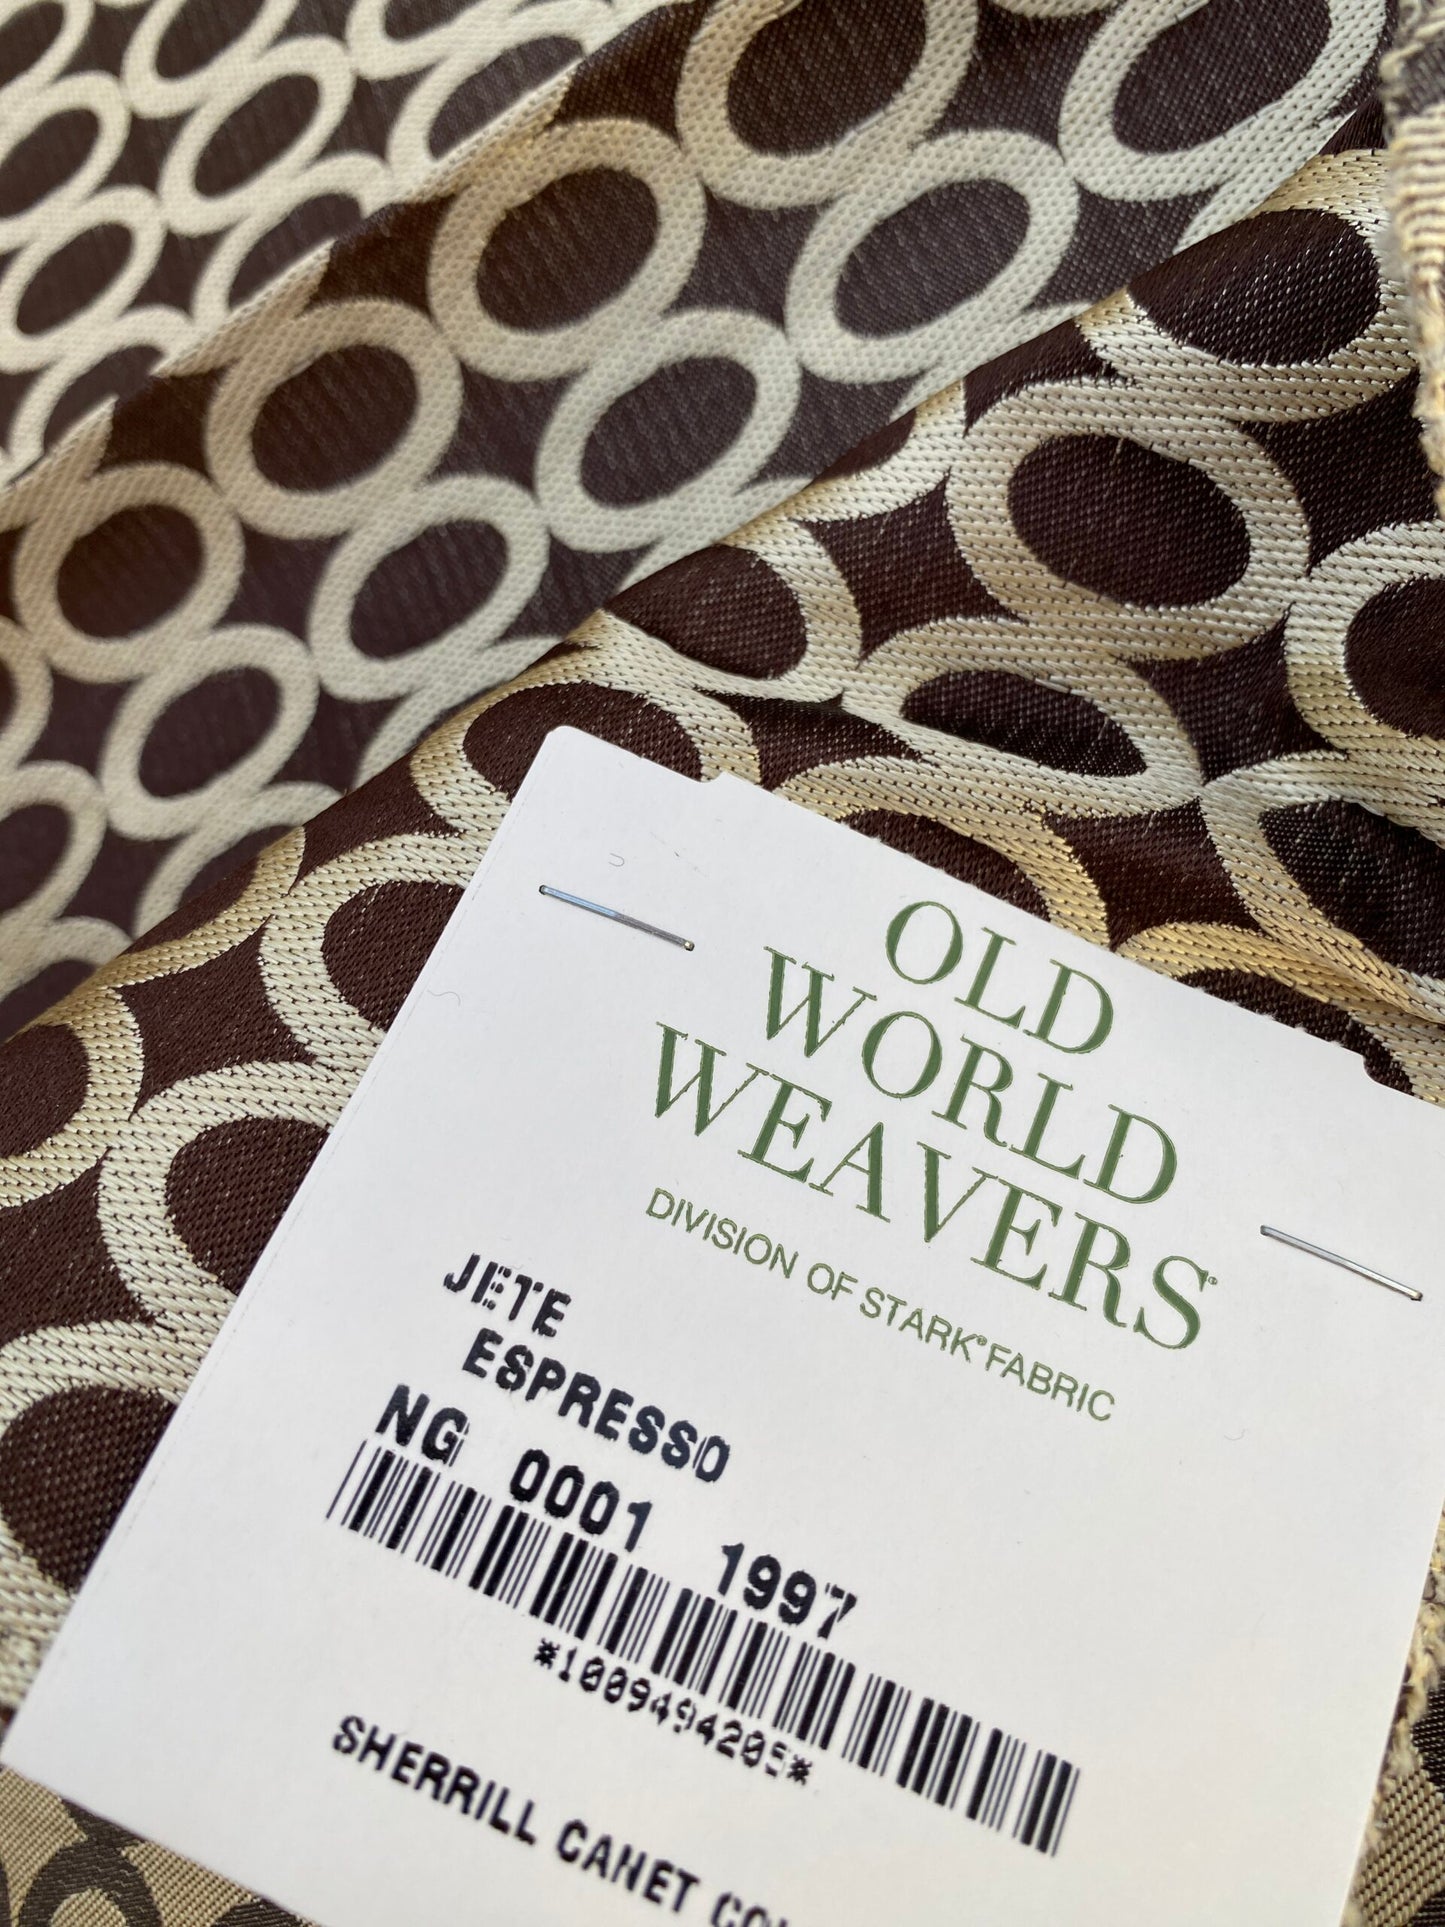 OLD
WORLD
WEAVERS®
DIVISION OF STARK® FABRIC
JETE
ESPRESSO
NG 0001 1997
*1009494205*
SHERRILL CANET